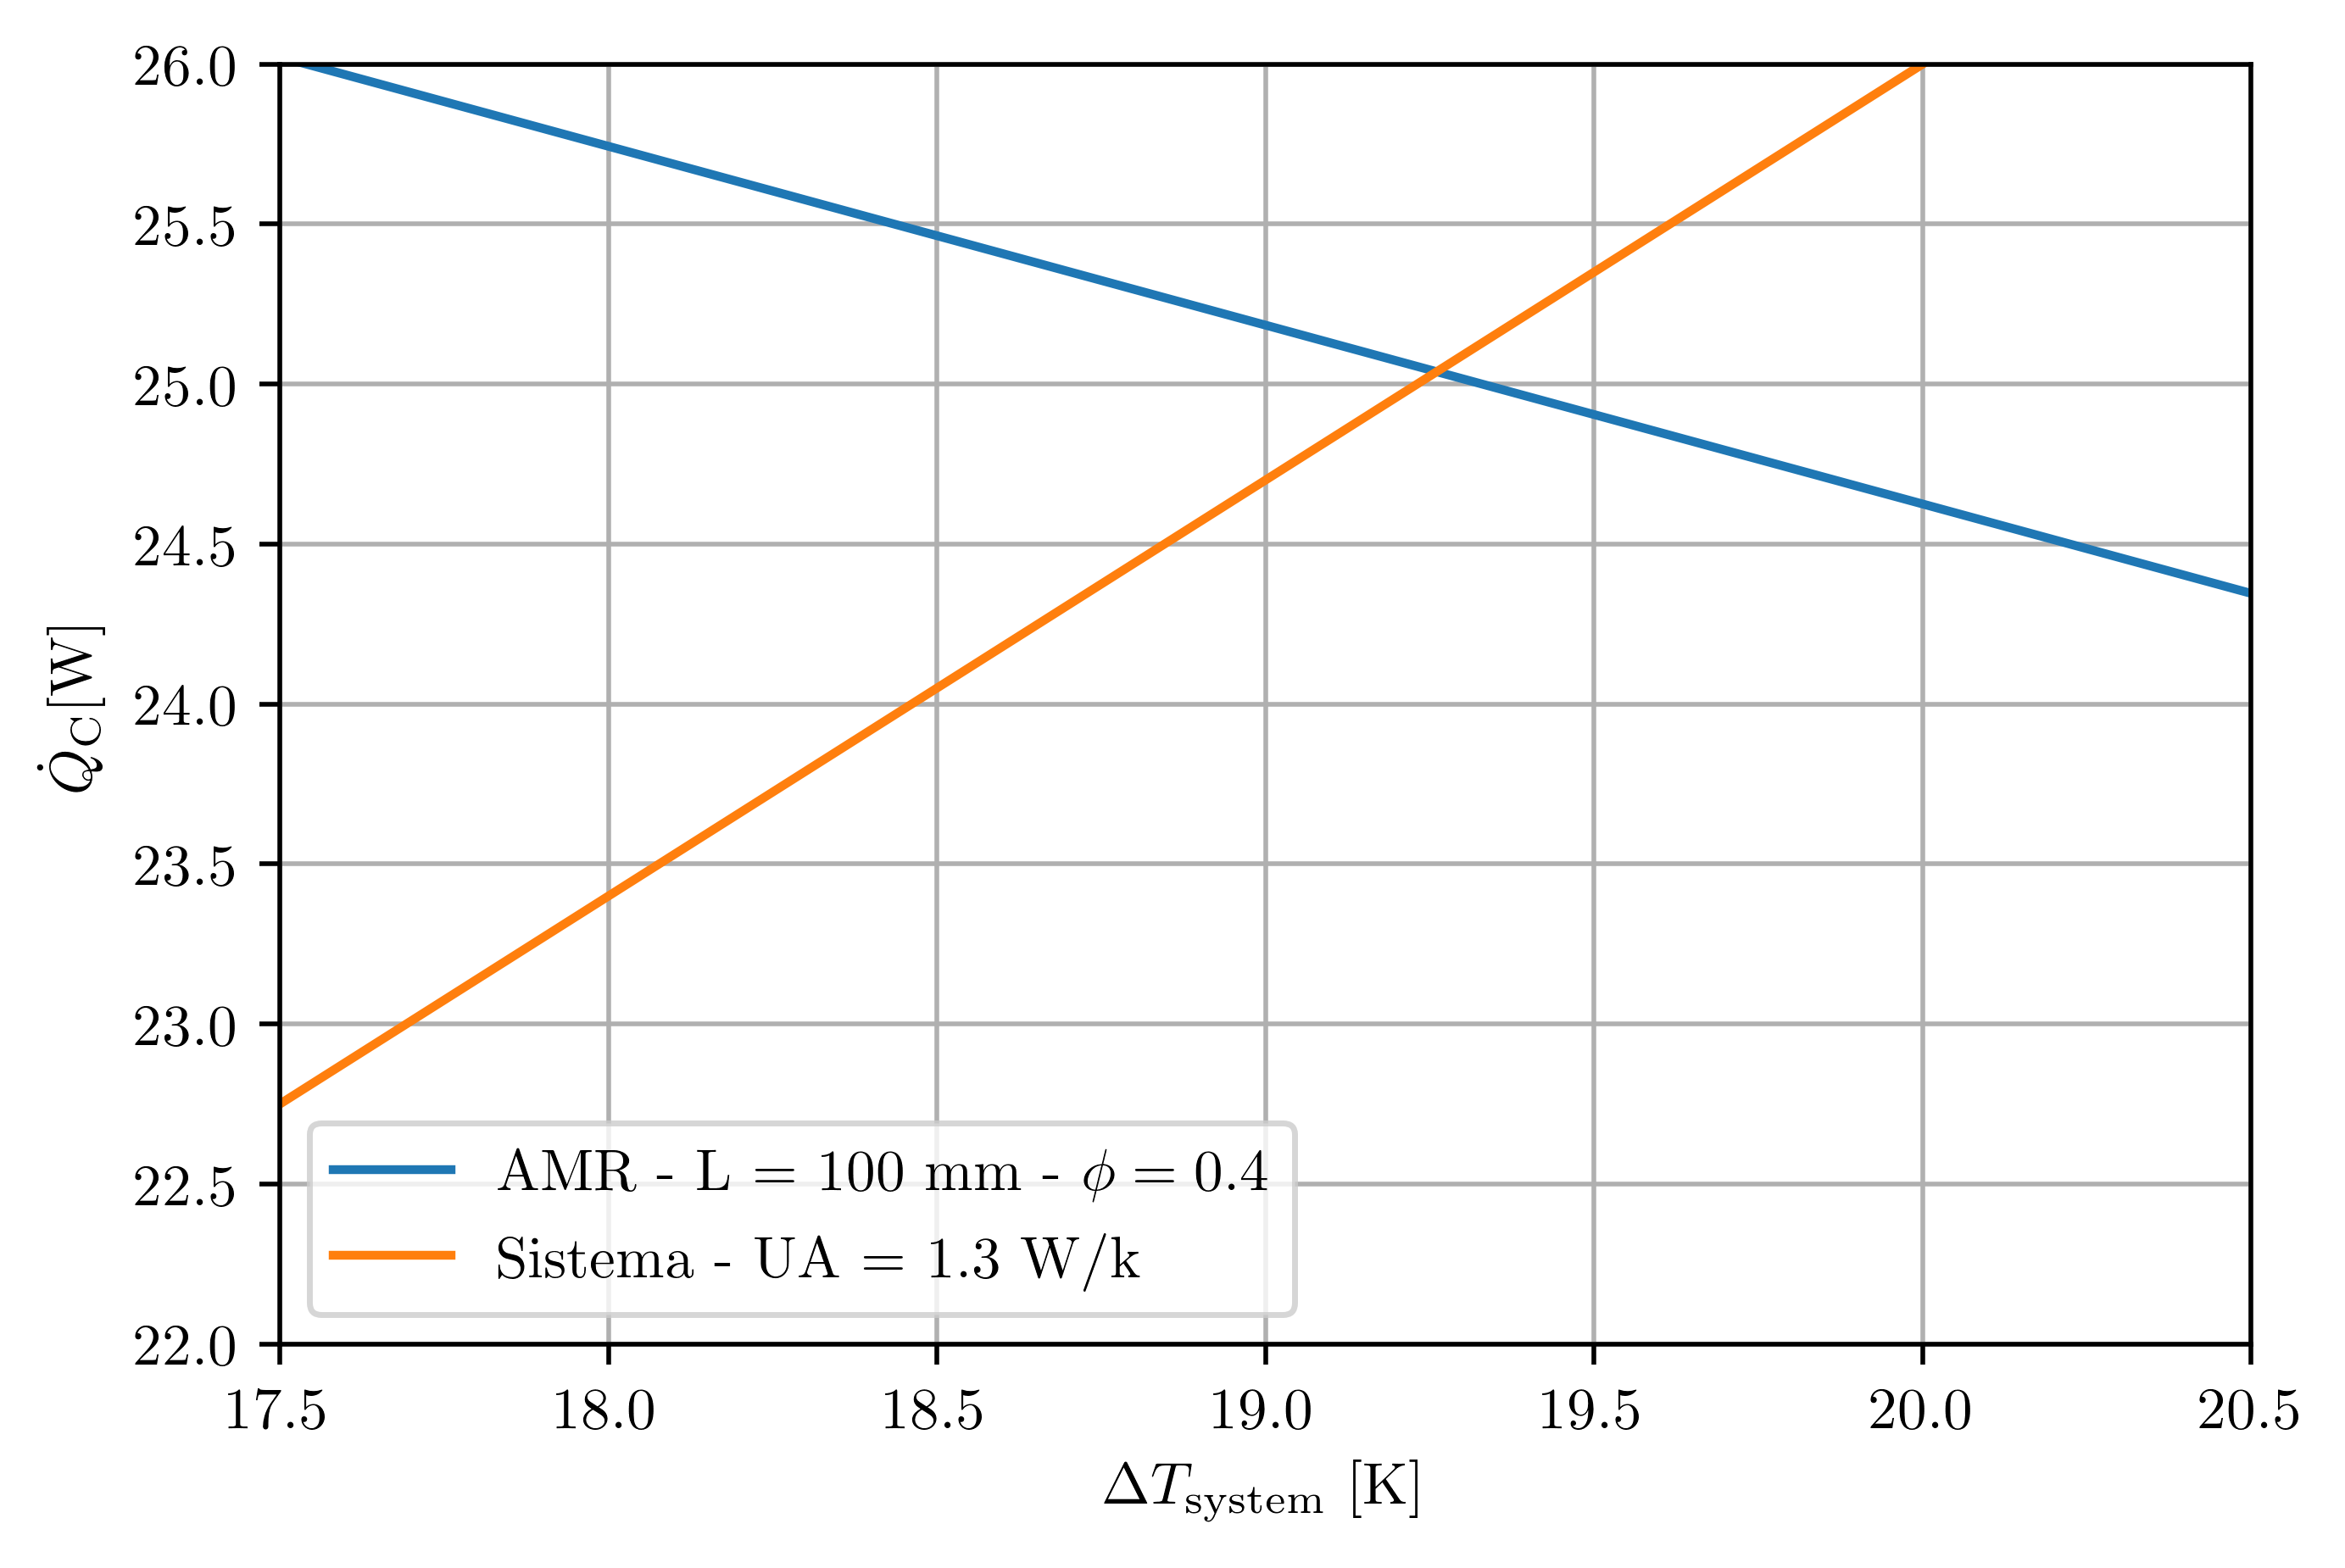 26.0
25.5
25.0
24.5
24.0
23.5
23.0
22.5
22.0
Q̇C[W]
AMR - L = 100 nm - ϕ = 0.4
Sistema - UA = 1.3 W/k
17.5 18.0 18.5 19.0 19.5 20.0 20.5
ΔTsystem [K]